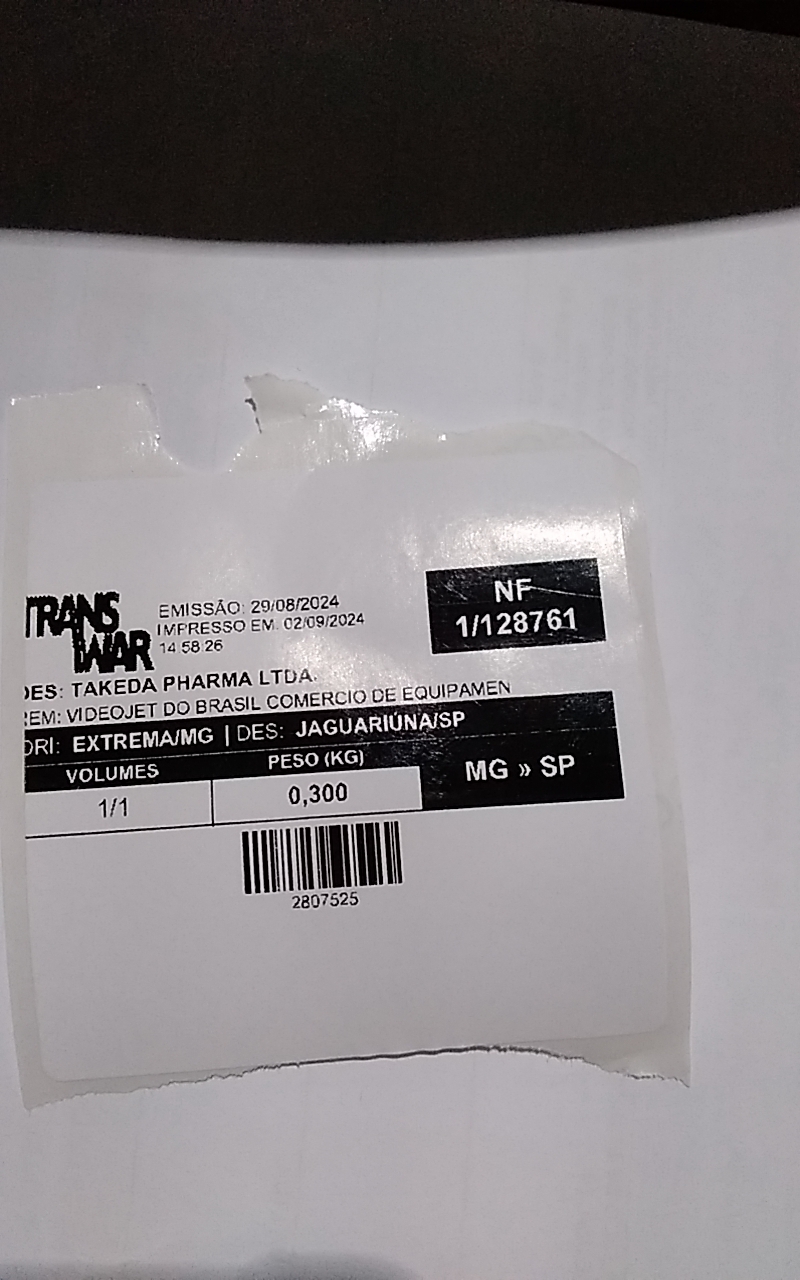 TRANS
WAR
EMISSÃO: 29/08/2024
IMPRESSO EM: 02/09/2024
14:58:26
NF
1/128761
DES: TAKEDA PHARMA LTDA.
REM: VIDEOJET DO BRASIL COMERCIO DE EQUIPAMEN
ORI: EXTREMA/MG | DES: JAGUARIÚNA/SP
VOLUMES PESO (KG)
MG » SP
1/1 0,300
2807525